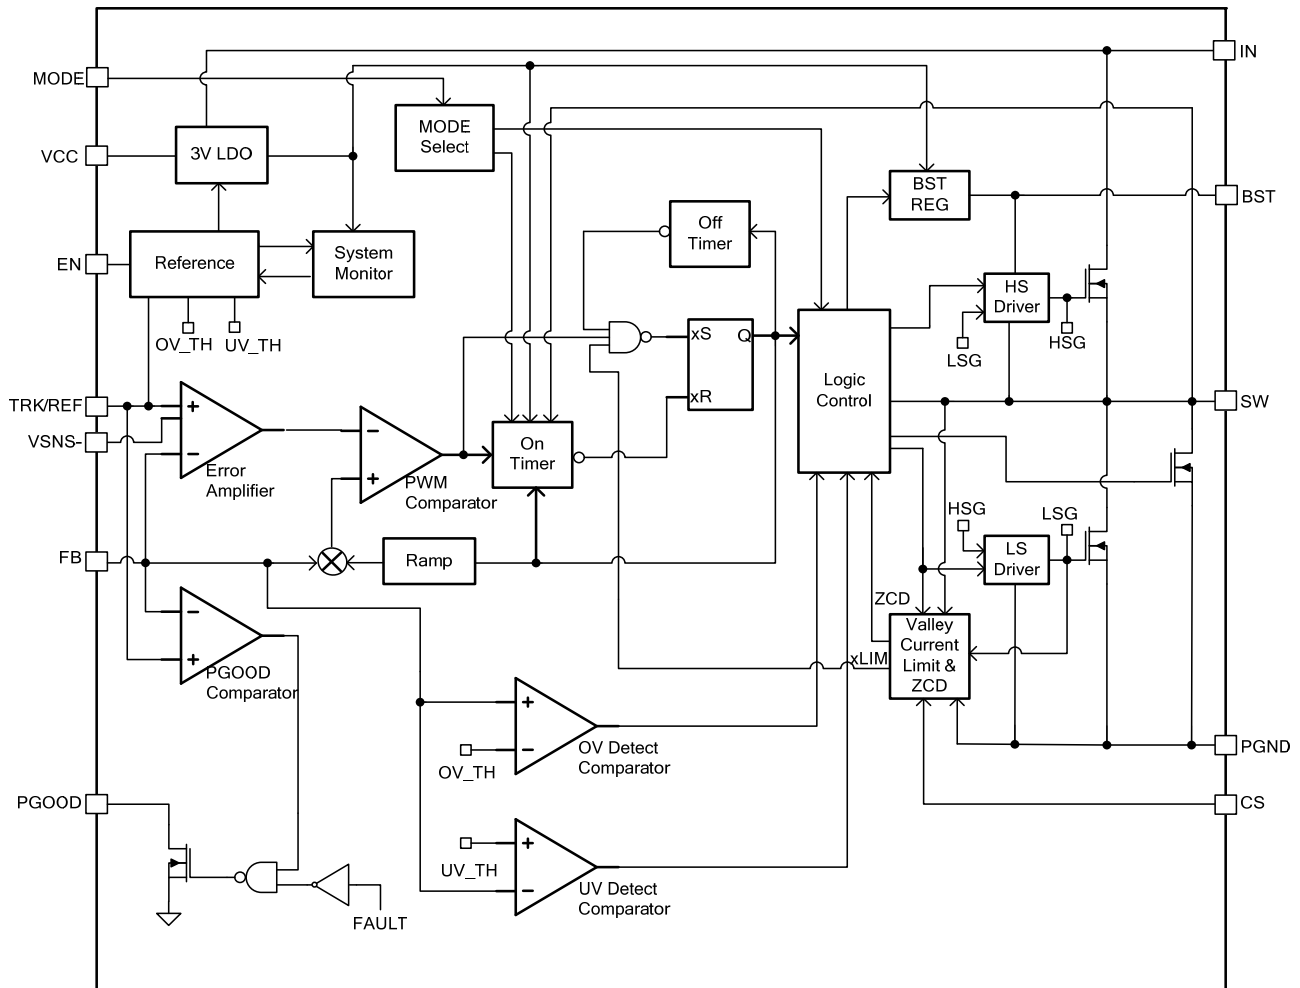 IN
MODE
MODE
Select
3V LDO
VCC
BST
REG
BST
Off
Timer
System
Monitor
Reference
EN
HS
Driver
OV_TH
UV_TH
xS
Q
HSG
LSG
Logic
Control
xR
TRK/REF
+
SW
VSNS-
−
−
On
Timer
Error
Amplifier
+
PWM
Comparator
HSG
LSG
FB
Ramp
LS
Driver
ZCD
−
Valley
Current
Limit &
ZCD
xLIM
+
PGOOD
Comparator
+
−
OV Detect
Comparator
OV_TH
PGND
PGOOD
CS
+
UV_TH
−
UV Detect
Comparator
FAULT